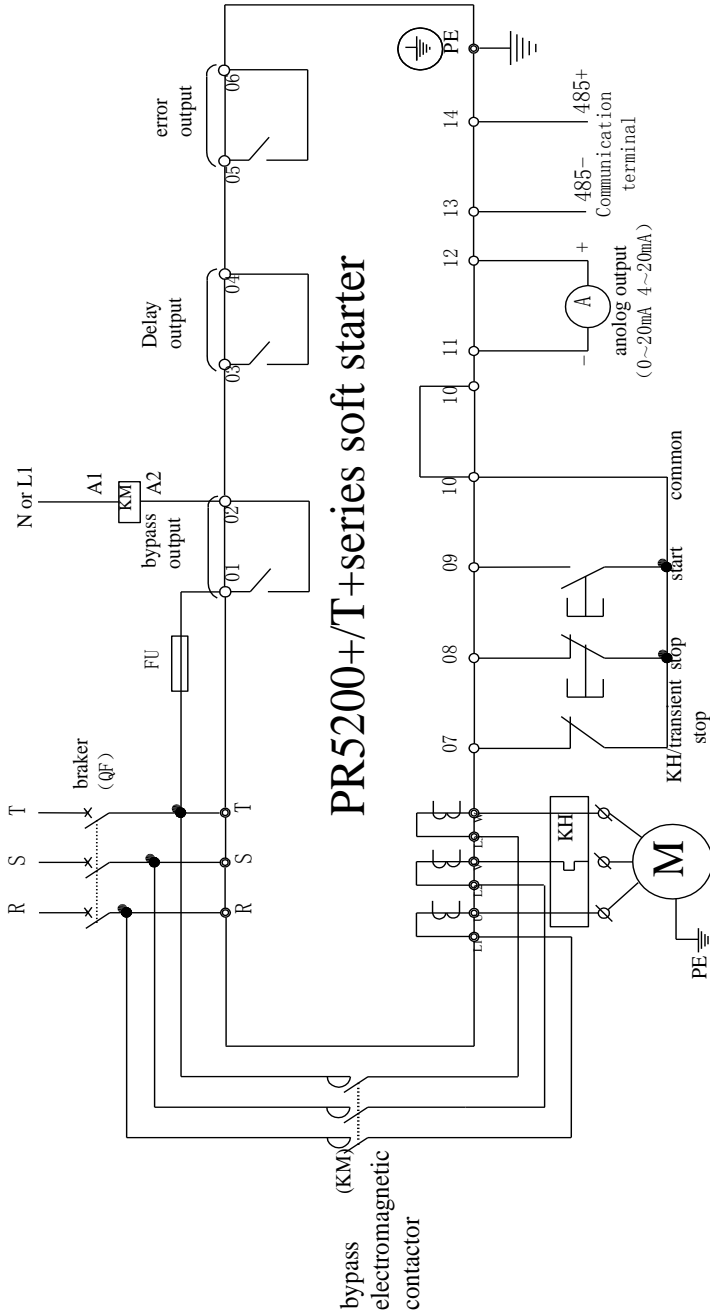 R
S
T
braker
(QF)
FU
N or L1
A1
KM
A2
bypass
output
Delay
output
error
output
R
S
T
01
02
03
04
05
06
PR5200+/T+series soft starter
(KM)
bypass
electromagnetic
contactor
07
08
09
10
10
11
12
13
14
PE
KH
M
PE
KH/transient stop
stop
start
common
-
A
+
anolog output
(0~20mA 4~20mA)
485-
485+
Communication
terminal